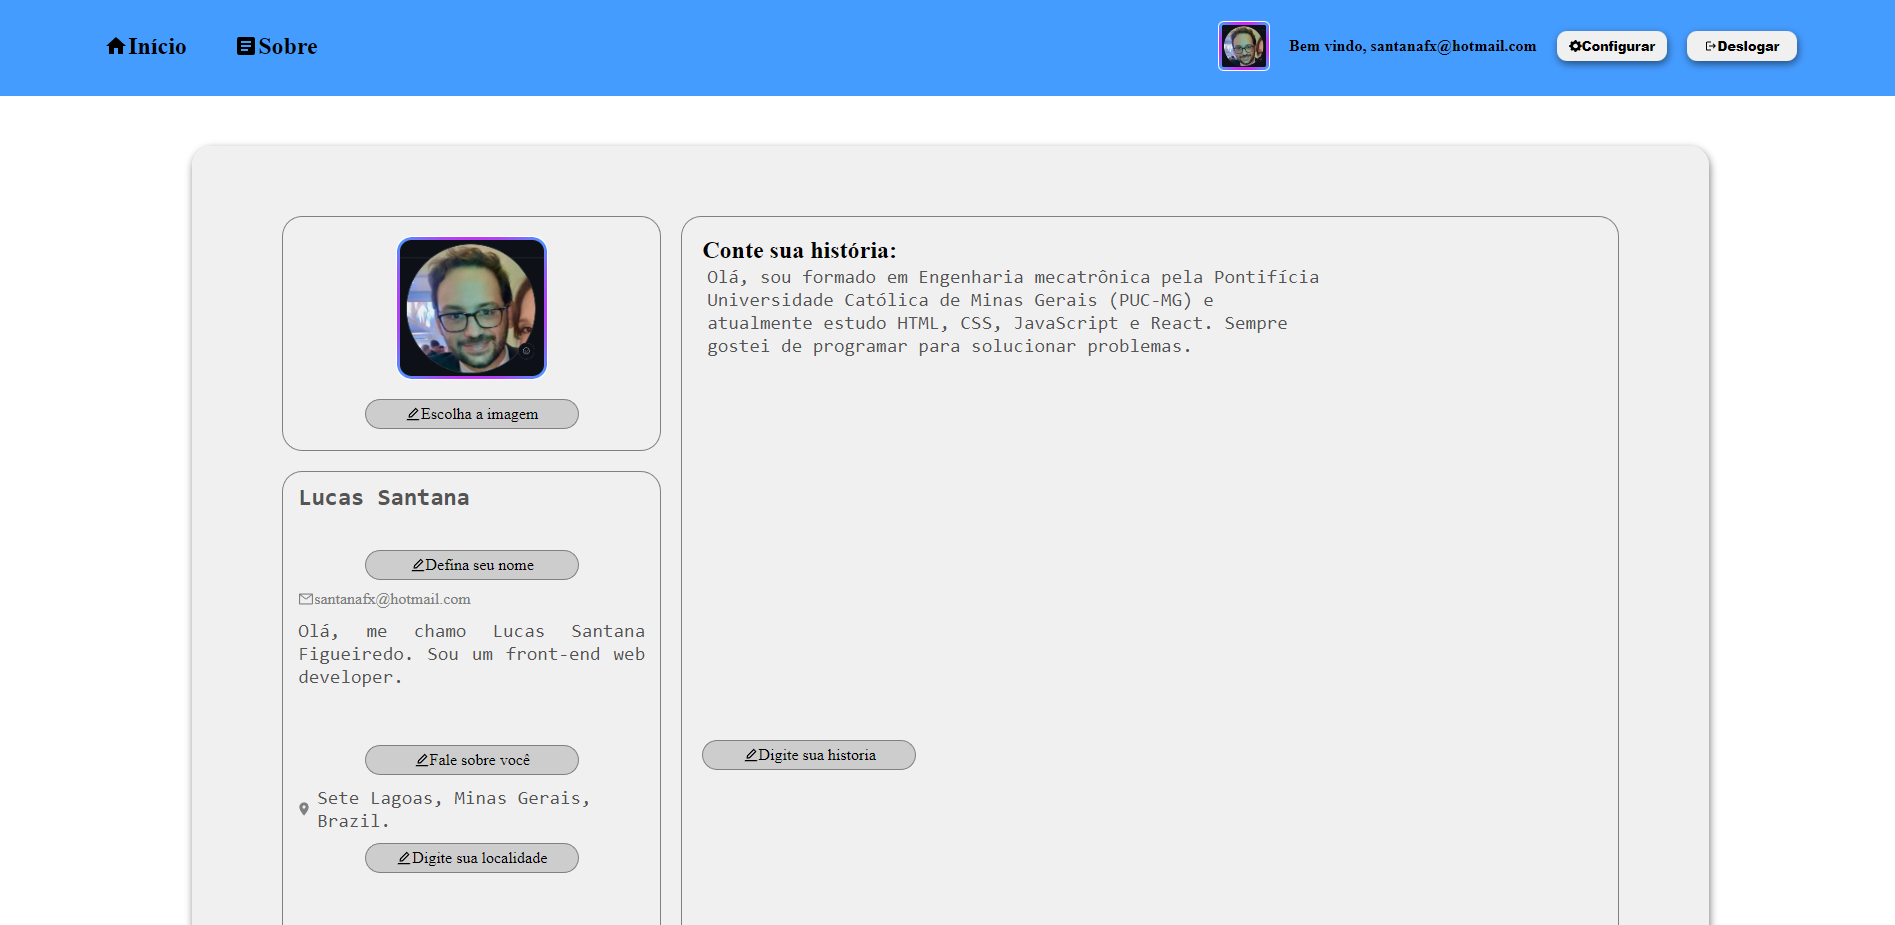 Início
Sobre
Bem vindo, santanafx@hotmail.com
Configurar
Deslogar
Escolha a imagem
Lucas Santana
Defina seu nome
santanafx@hotmail.com
Olá, me chamo Lucas Santana
Figueiredo. Sou um front-end web
developer.
Fale sobre você
Sete Lagoas, Minas Gerais,
Brazil.
Digite sua localidade
Conte sua história:
Olá, sou formado em Engenharia mecatrônica pela Pontifícia
Universidade Católica de Minas Gerais (PUC-MG) e
atualmente estudo HTML, CSS, JavaScript e React. Sempre
gostei de programar para solucionar problemas.
Digite sua historia